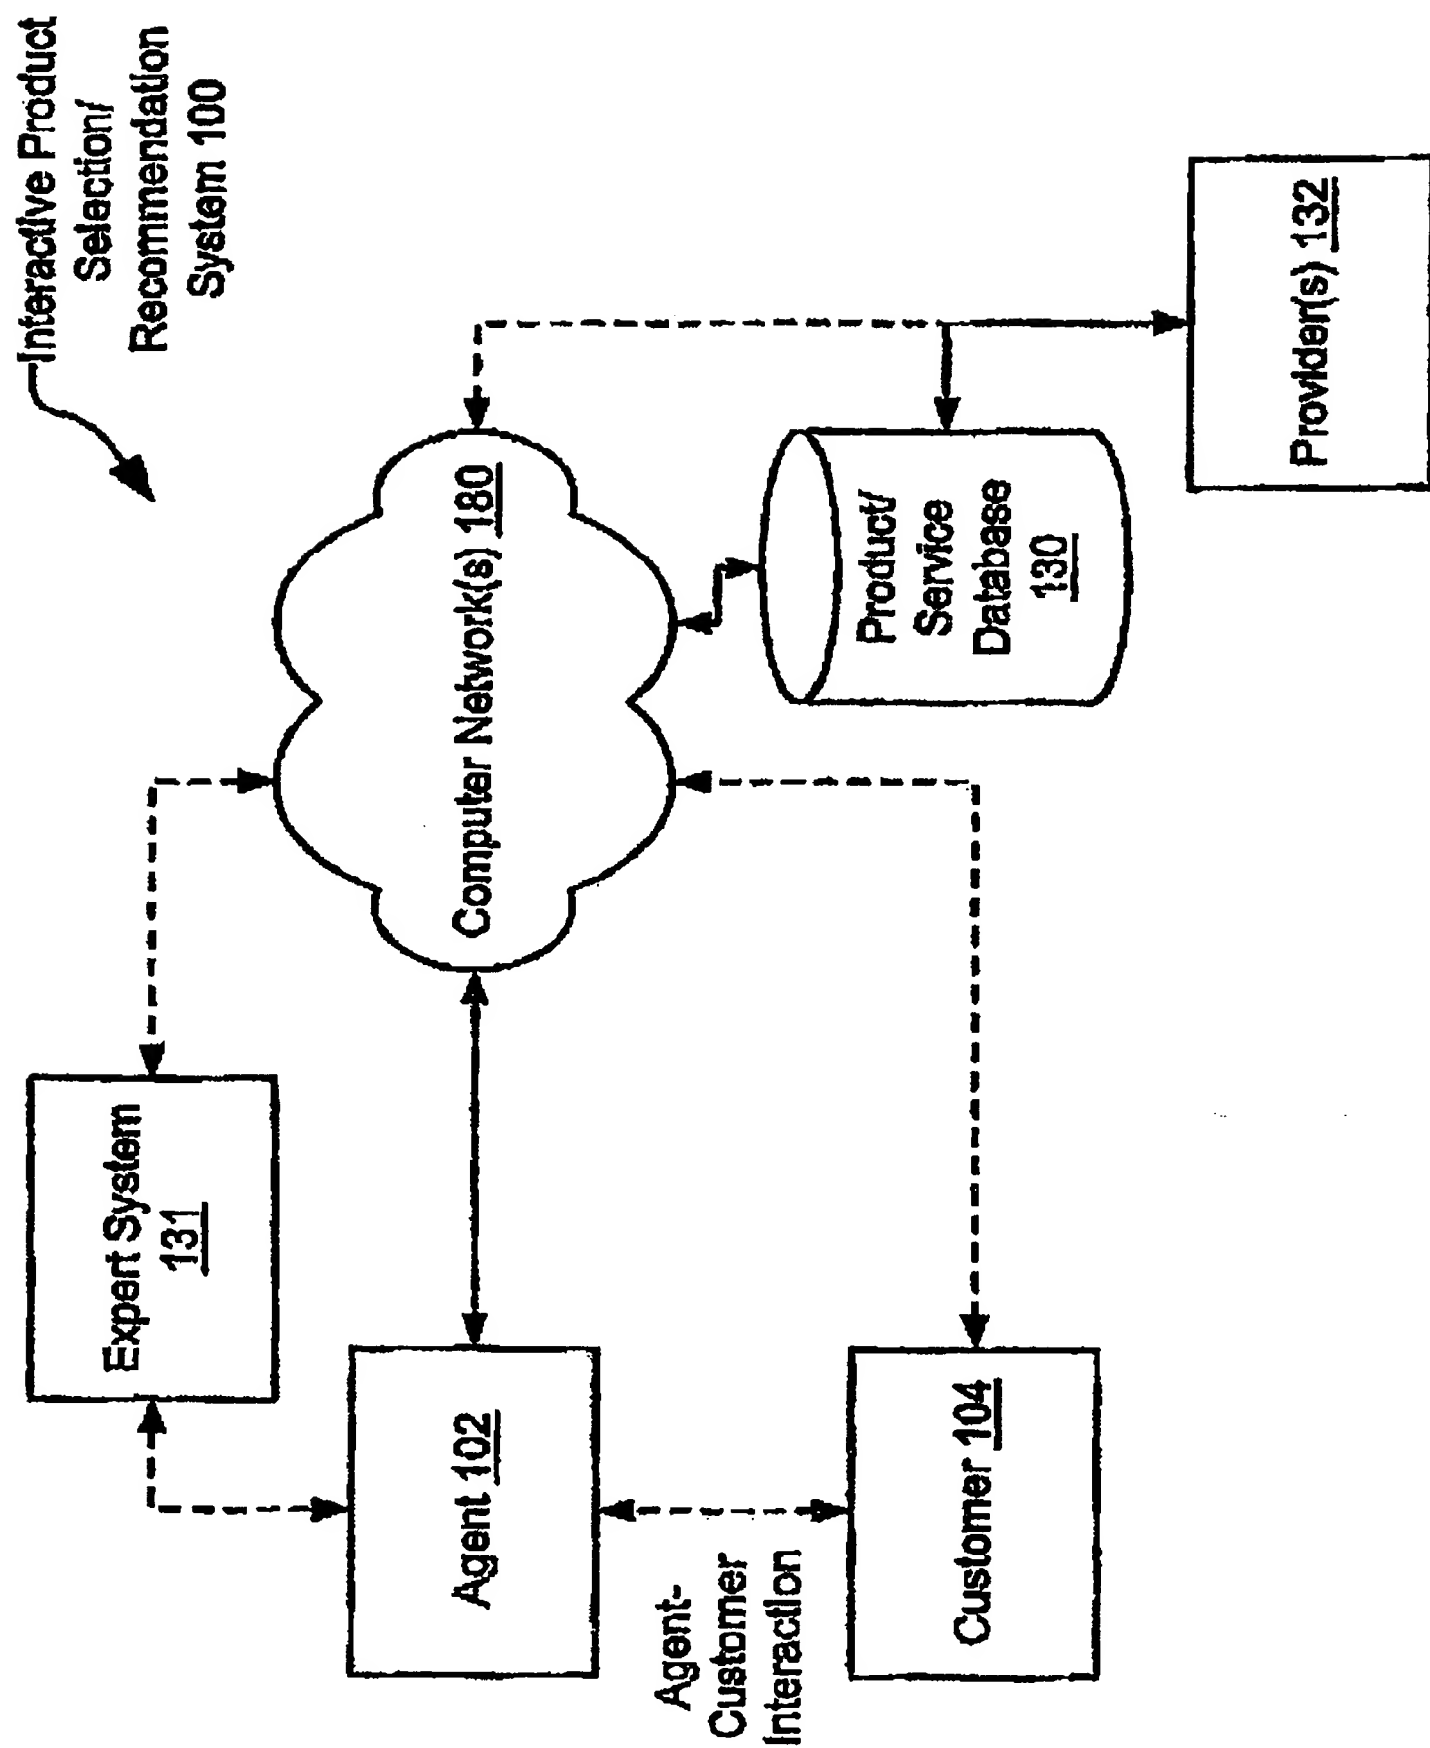 Interactive Product
Selection/
Recommendation
System 100
Expert System
131
Agent 102
Computer Network(s) 180
Agent-
Customer
Interaction
Product/
Service
Database
130
Customer 104
Provider(s) 132